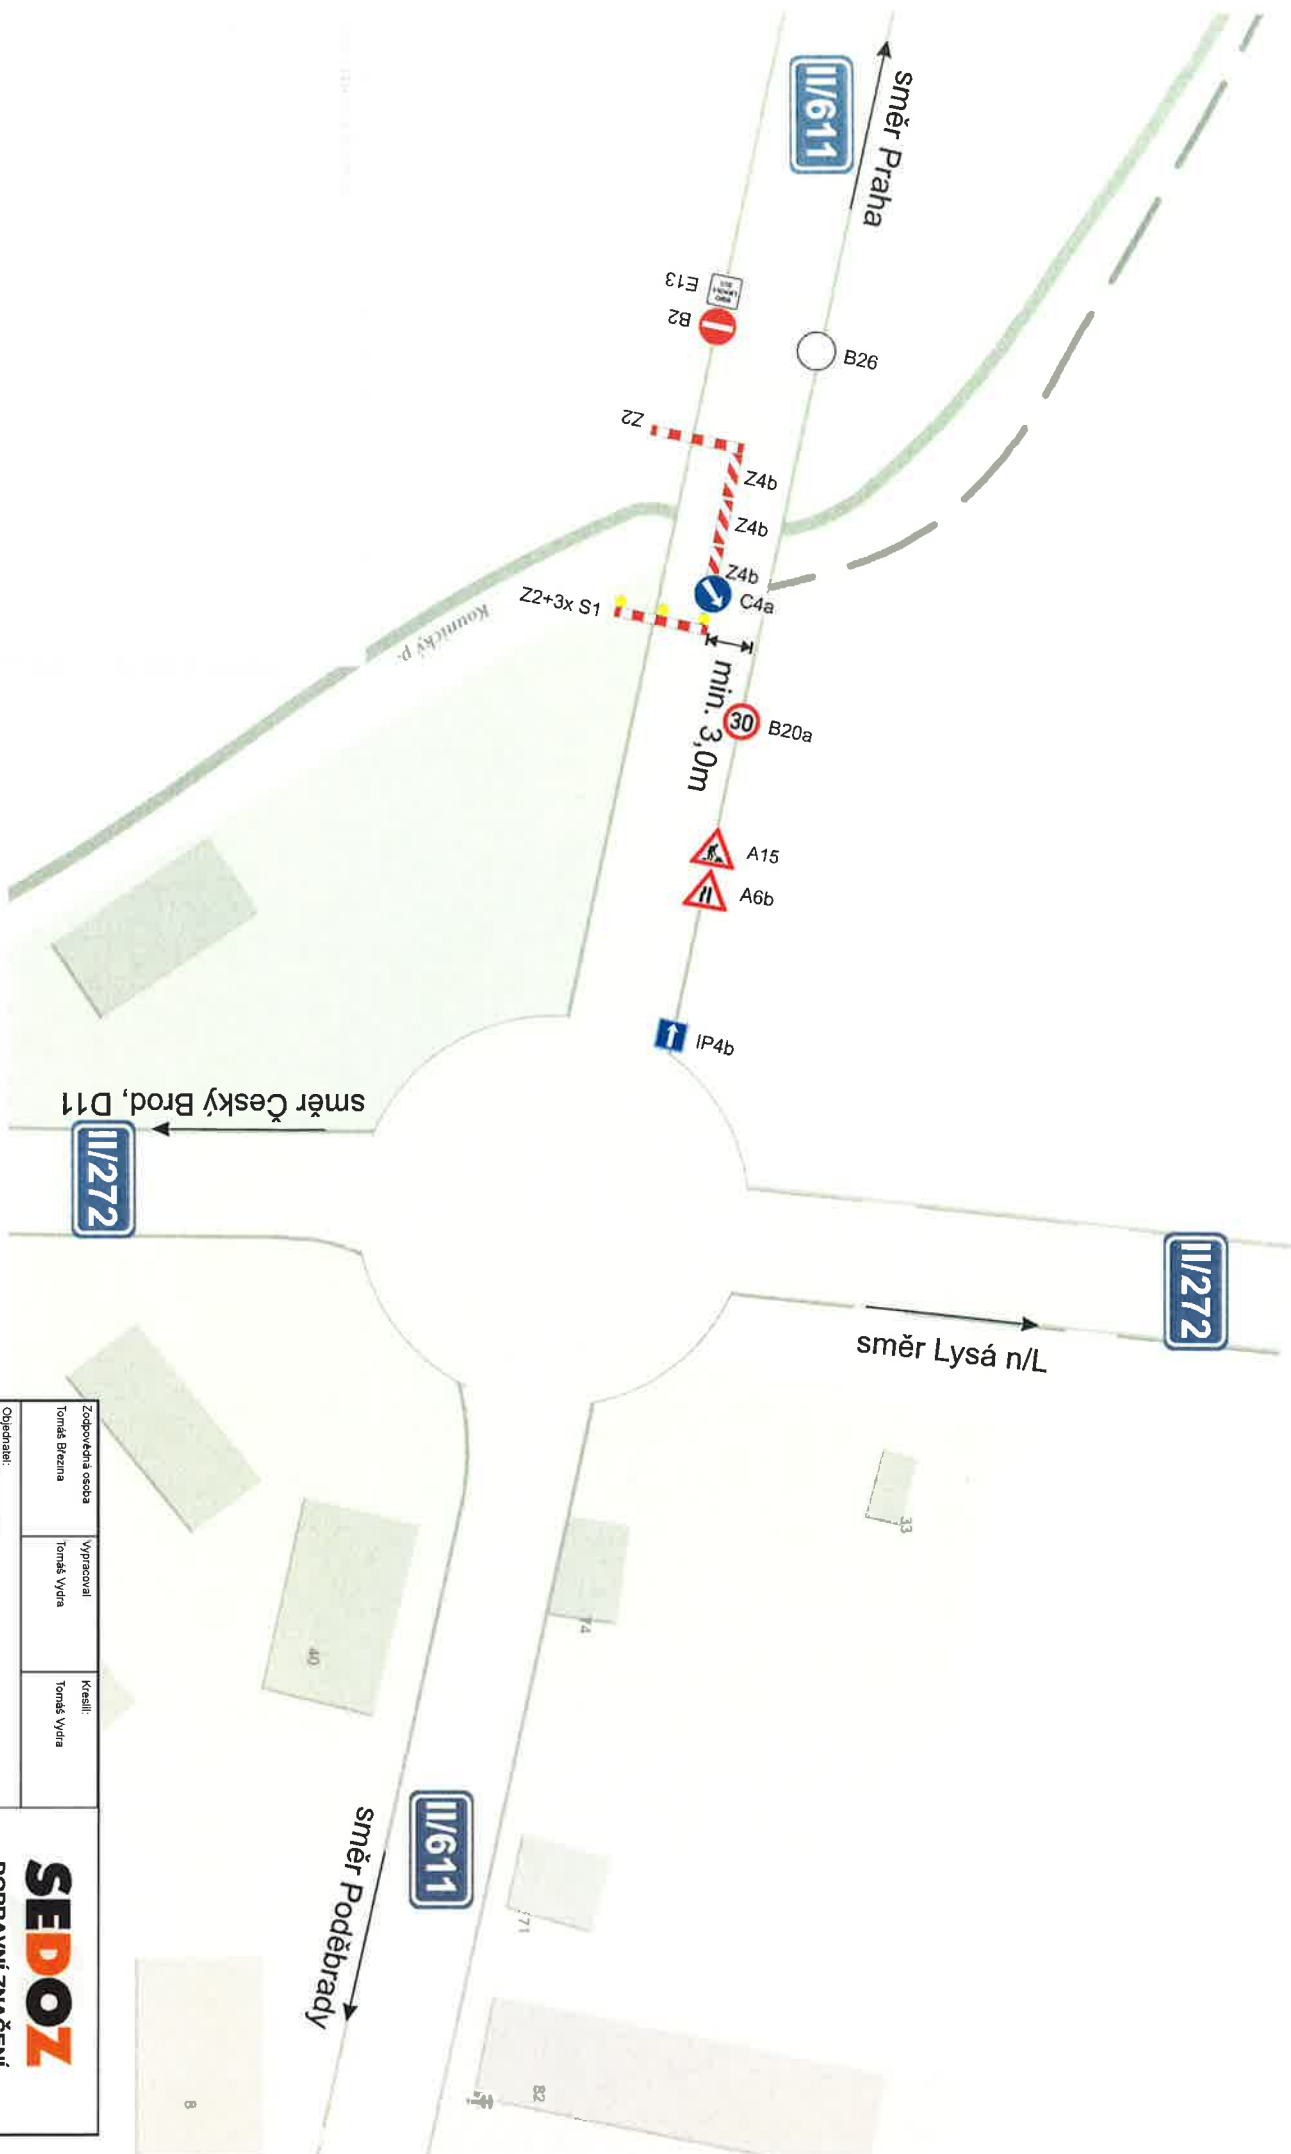 II/611
směr Praha
E13
B2
B26
Z2
Z4b
Z4b
Z4b
C4a
Z2+3x S1
Kounický p.
min. 3,0m
30
B20a
A15
A6b
IP4b
směr Český Brod, D11
II/272
II/272
směr Lysá n/L
33
74
40
II/611
směr Poděbrady
71
82
8
Zodpovědná osoba
Tomáš Březina
Vypracoval
Tomáš Vydra
Kreslil:
Tomáš Vydra
Objednatel:
SEDOZ
DOPRAVNÍ ZNAČENÍ